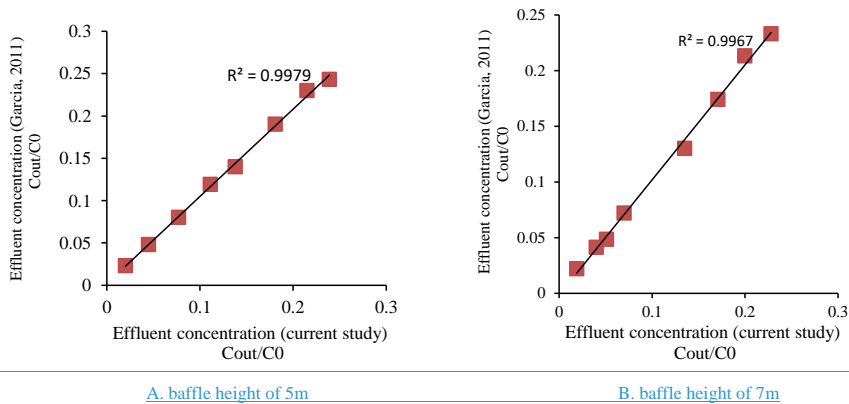 Effluent concentration (Garcia, 2011)
Cout/C0
0.3
0.25
0.2
0.15
0.1
0.05
0
R² = 0.9979
0 0.1 0.2 0.3
Effluent concentration (current study)
Cout/C0
A. baffle height of 5m
Effluent concentration (Garcia, 2011)
Cout/C0
0.25
0.2
0.15
0.1
0.05
0
R² = 0.9967
0 0.1 0.2 0.3
Effluent concentration (current study)
Cout/C0
B. baffle height of 7m